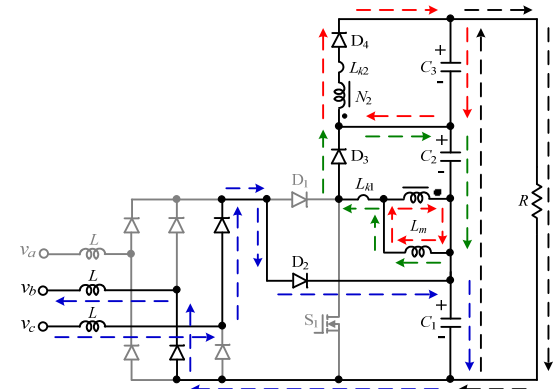 D4
Lk2
N2
+
C3
-
D3
+
C2
-
D1
Lk1
R
L
va
Lm
D2
L
vb
S1
+
C1
-
L
vc